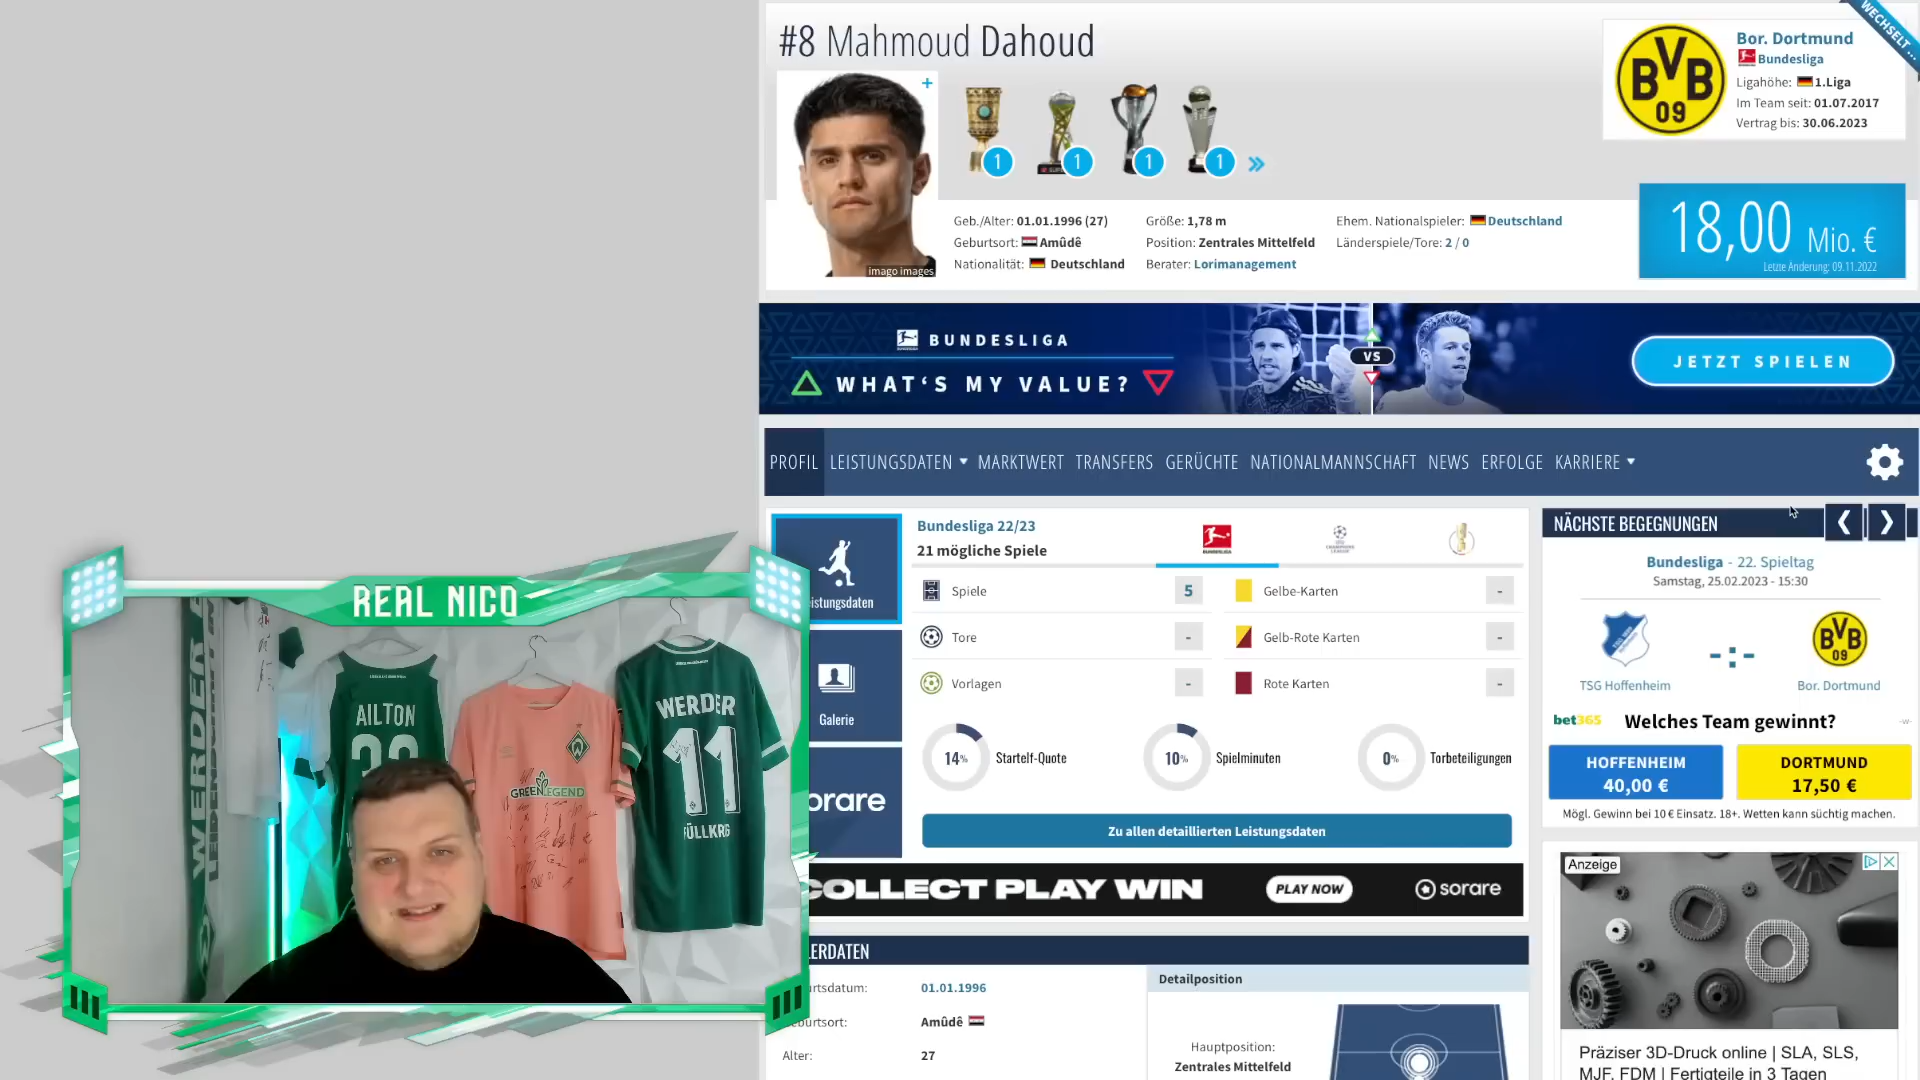 #8 Mahmoud Dahoud
WECHSELT ...
Bor. Dortmund
Bundesliga
Ligahöhe: 1.Liga
Im Team seit: 01.07.2017
Vertrag bis: 30.06.2023
BVB
09
+
imago images
1
1
1
1
Geb./Alter: 01.01.1996 (27)
Geburtsort: Amûdê
Nationalität: Deutschland
Größe: 1,78 m
Position: Zentrales Mittelfeld
Berater: Lorimanagement
Ehem. Nationalspieler: Deutschland
Länderspiele/Tore: 2 / 0
18,00 Mio. €
Letzte Änderung: 09.11.2022
BUNDESLIGA
WHAT'S MY VALUE?
VS
JETZT SPIELEN
PROFIL LEISTUNGSDATEN MARKTWERT TRANSFERS GERÜCHTE NATIONALMANNSCHAFT NEWS ERFOLGE KARRIERE
istungsdaten
Galerie
orare
Bundesliga 22/23
21 mögliche Spiele
Spiele 5
Tore -
Vorlagen -
Gelbe-Karten -
Gelb-Rote Karten -
Rote Karten -
14% Startelf-Quote
10% Spielminuten
0% Torbeteiligungen
Zu allen detaillierten Leistungsdaten
COLLECT PLAY WIN
PLAY NOW
sorare
ERDATEN
urtsdatum: 01.01.1996
eburtsort: Amûdê
Alter: 27
Detailposition
Hauptposition:
Zentrales Mittelfeld
NÄCHSTE BEGEGNUNGEN
Bundesliga - 22. Spieltag
Samstag, 25.02.2023 - 15:30
-:-
BVB
09
TSG Hoffenheim
Bor. Dortmund
bet365 Welches Team gewinnt?
HOFFENHEIM
40,00 €
DORTMUND
17,50 €
Mögl. Gewinn bei 10 € Einsatz. 18+. Wetten kann süchtig machen.
Anzeige
Präziser 3D-Druck online | SLA, SLS,
MJF, FDM | Fertigteile in 3 Tagen
REAL NICO
WERDER
AILTON
GREEN LEGEND
WERDER
11
FÜLLKRG